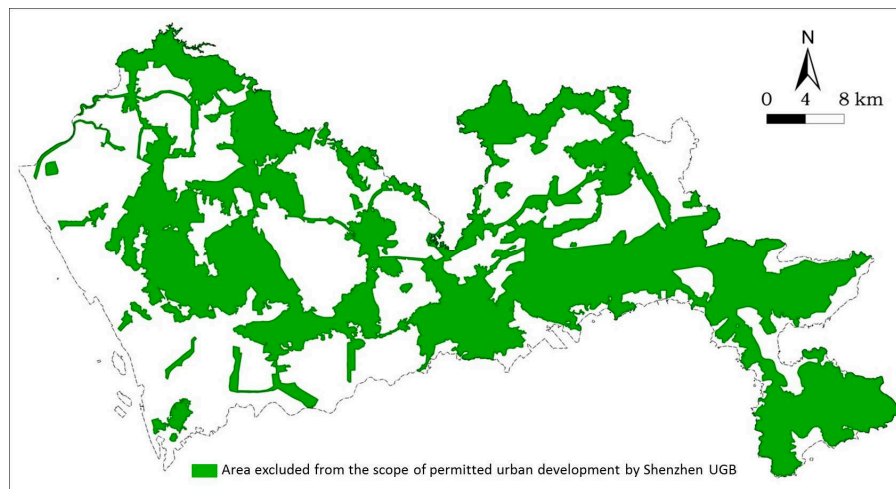 N
0 4 8 km
Area excluded from the scope of permitted urban development by Shenzhen UGB